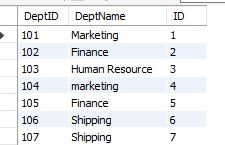 DeptID DeptName ID
101 Marketing 1
102 Finance 2
103 Human Resource 3
104 marketing 4
105 Finance 5
106 Shipping 6
107 Shipping 7